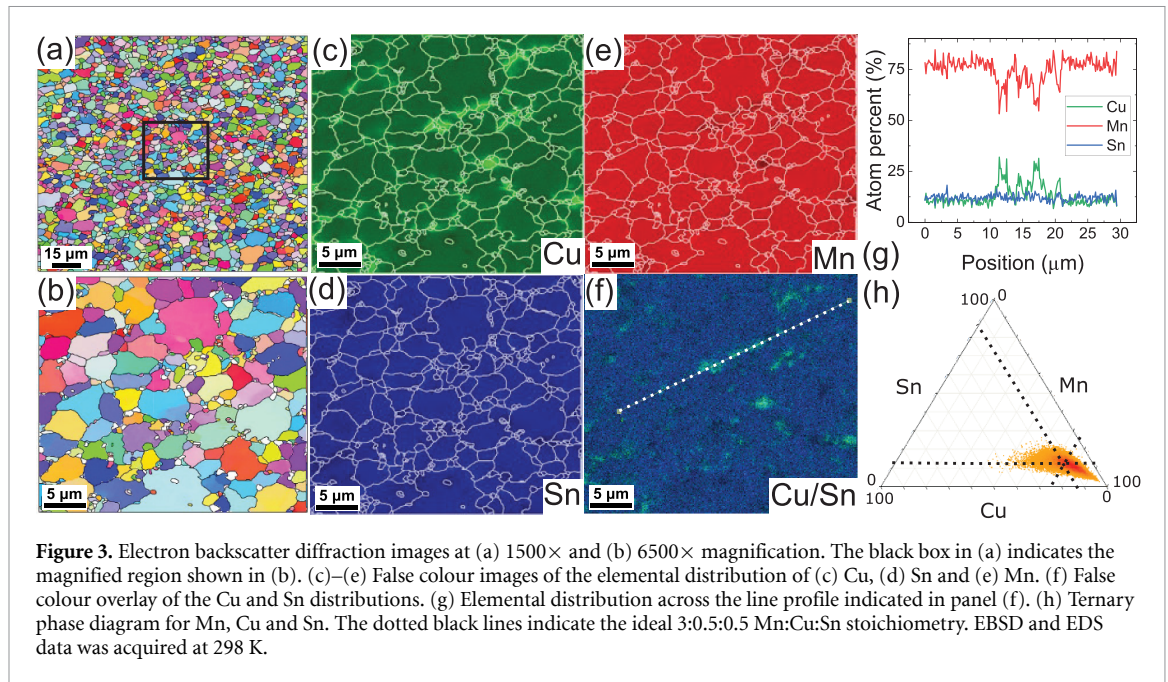 (a)
15 μm
(b)
5 μm
(c)
5 μm
Cu
(d)
5 μm
Sn
(e)
5 μm
Mn
(f)
5 μm
Cu/Sn
Atom percent (%)
75
50
25
0
Cu
Mn
Sn
0 5 10 15 20 25 30
Position (μm)
(g)
(h)
100 0
Sn Mn
0 100
100 0
Cu
Figure 3. Electron backscatter diffraction images at (a) 1500× and (b) 6500× magnification. The black box in (a) indicates the
magnified region shown in (b). (c)–(e) False colour images of the elemental distribution of (c) Cu, (d) Sn and (e) Mn. (f) False
colour overlay of the Cu and Sn distributions. (g) Elemental distribution across the line profile indicated in panel (f). (h) Ternary
phase diagram for Mn, Cu and Sn. The dotted black lines indicate the ideal 3:0.5:0.5 Mn:Cu:Sn stoichiometry. EBSD and EDS
data was acquired at 298 K.